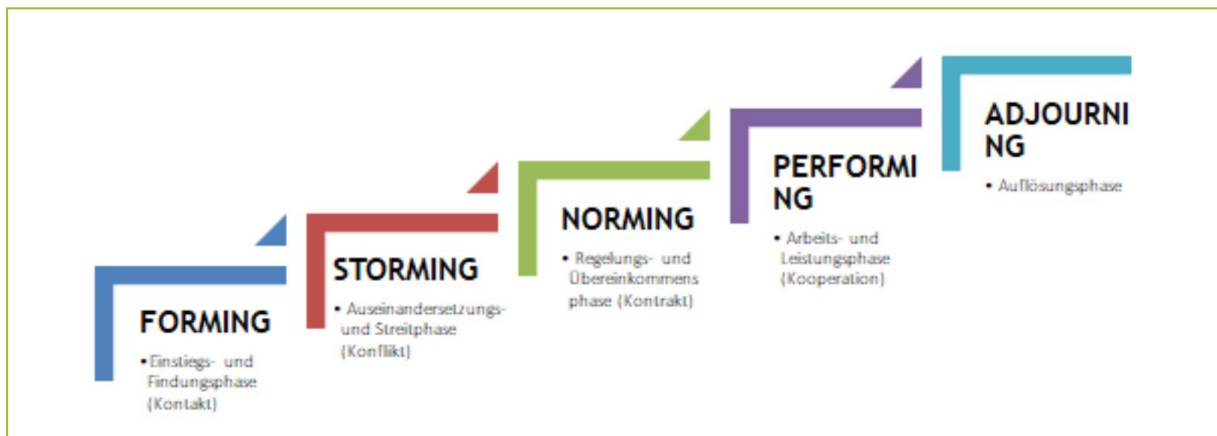 FORMING
•Einstiegs- und
Findungsphase
(Kontakt)
STORMING
• Auseinandersetzungs-
und Streitphase
(Konflikt)
NORMING
• Regelungs- und
Übereinkommens
phase (Kontrakt)
PERFORMI
NG
• Arbeits- und
Leistungsphase
(Kooperation)
ADJOURNI
NG
• Auflösungsphase